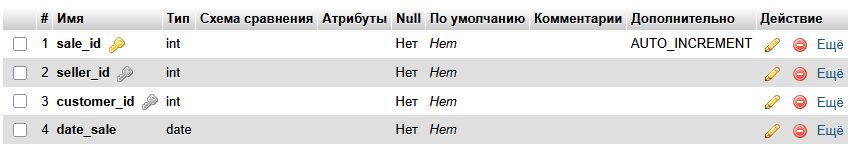 # Имя Тип Схема сравнения Атрибуты Null По умолчанию Комментарии Дополнительно Действие
1 sale_id int Нет Нет AUTO_INCREMENT Ещё
2 seller_id int Нет Нет Ещё
3 customer_id int Нет Нет Ещё
4 date_sale date Нет Нет Ещё